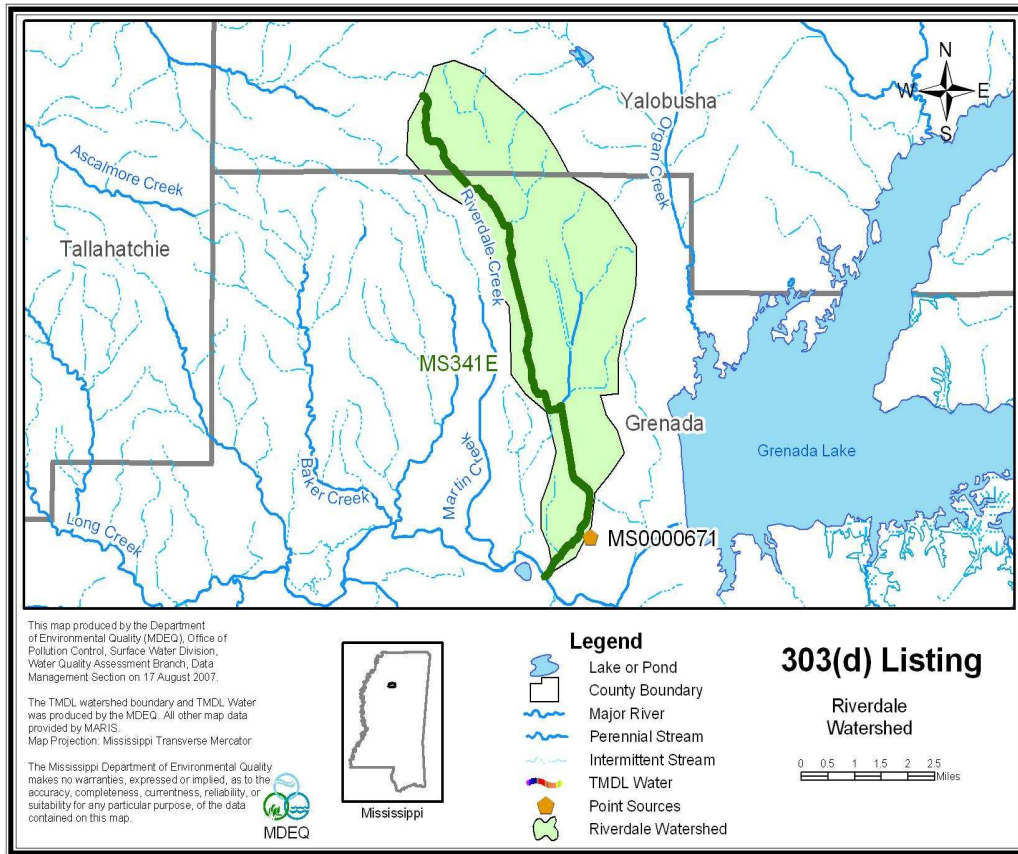 N
W
E
S
Yalobusha
Organ Creek
Ascalmore Creek
Tallahatchie
Riverdale Creek
MS341E
Grenada
Grenada Lake
Baker Creek
Martin Creek
Long Creek
MS0000671
This map produced by the Department
of Environmental Quality (MDEQ), Office of
Pollution Control, Surface Water Division,
Water Quality Assessment Branch, Data
Management Section on 17 August 2007.
The TMDL watershed boundary and TMDL Water
was produced by the MDEQ. All other map data
provided by MARIS.
Map Projection: Mississippi Transverse Mercator
The Mississippi Department of Environmental Quality
makes no warranties, expressed or implied, as to the
accuracy, completeness, currentness, reliability, or
suitability for any particular purpose, of the data
contained on this map.
MDEQ
Mississippi
Legend
Lake or Pond
County Boundary
Major River
Perennial Stream
Intermittent Stream
TMDL Water
Point Sources
Riverdale Watershed
303(d) Listing
Riverdale
Watershed
0 0.5 1 1.5 2 2.5
Miles